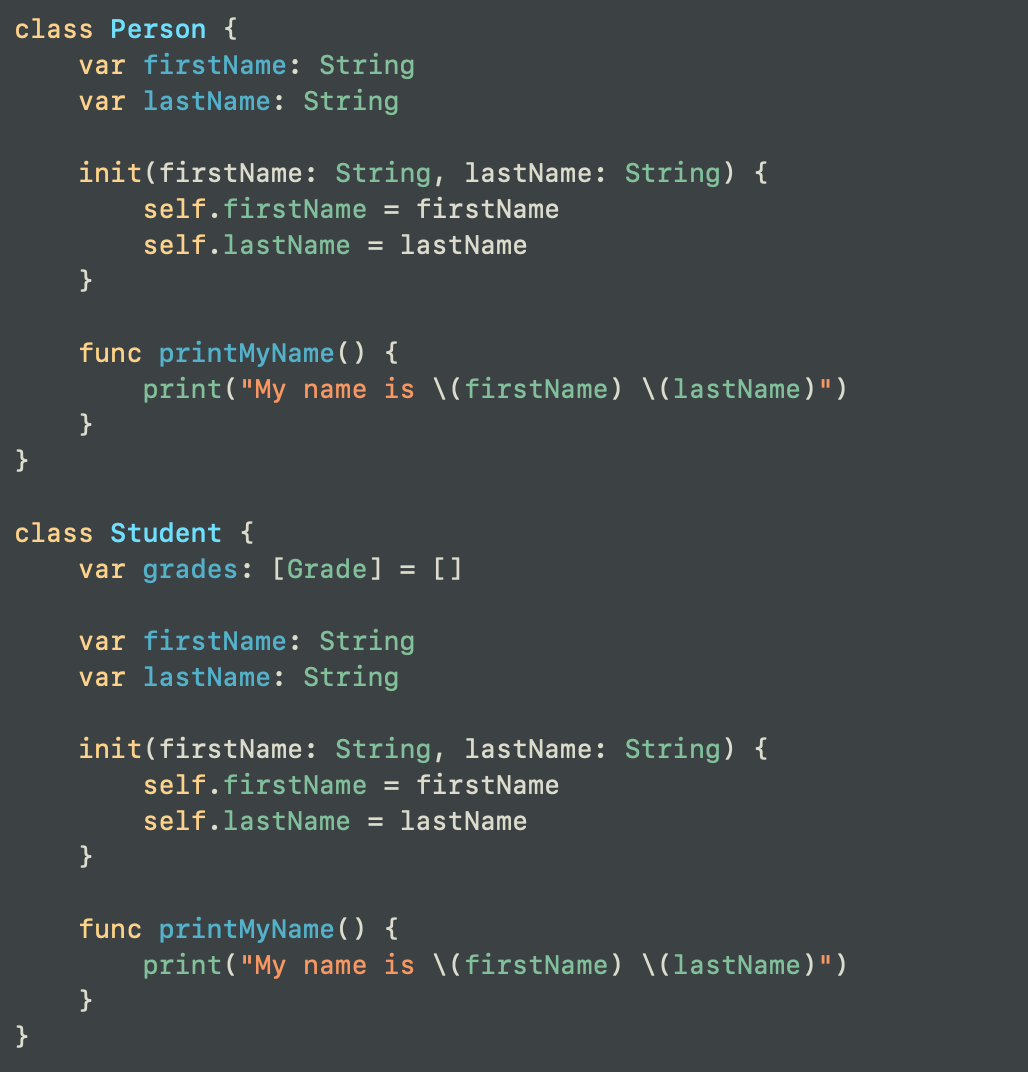 class Person {
    var firstName: String
    var lastName: String

    init(firstName: String, lastName: String) {
        self.firstName = firstName
        self.lastName = lastName
    }

    func printMyName() {
        print("My name is \(firstName) \(lastName)")
    }
}

class Student {
    var grades: [Grade] = []

    var firstName: String
    var lastName: String

    init(firstName: String, lastName: String) {
        self.firstName = firstName
        self.lastName = lastName
    }

    func printMyName() {
        print("My name is \(firstName) \(lastName)")
    }
}